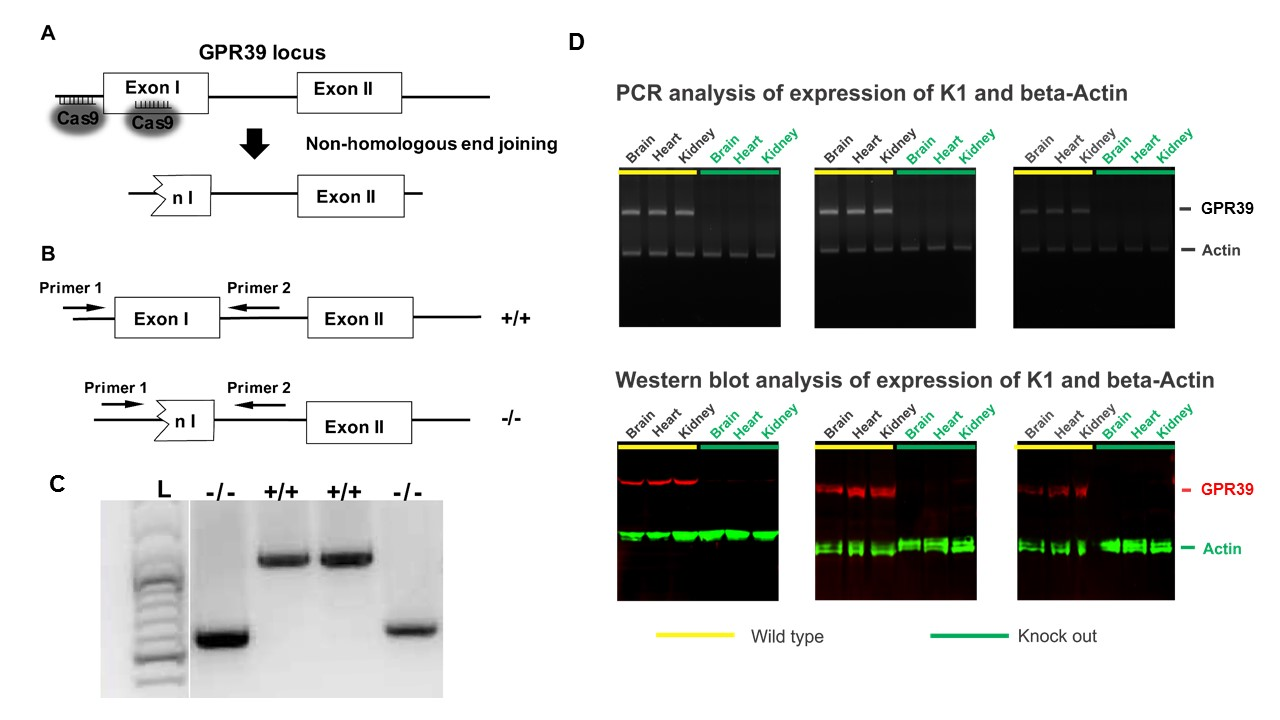 A
GPR39 locus
Exon I
Exon II
Cas9
Cas9
Non-homologous end joining
n I
Exon II
B
Primer 1
Primer 2
Exon I
Exon II
+/+
Primer 1
Primer 2
n I
Exon II
-/-
C
L
-/-
+/+
+/+
-/-
D
PCR analysis of expression of K1 and beta-Actin
Brain Heart Kidney Brain Heart Kidney
Brain Heart Kidney Brain Heart Kidney
Brain Heart Kidney Brain Heart Kidney
GPR39
Actin
Western blot analysis of expression of K1 and beta-Actin
Brain Heart Kidney Brain Heart Kidney
Brain Heart Kidney Brain Heart Kidney
Brain Heart Kidney Brain Heart Kidney
GPR39
Actin
Wild type
Knock out